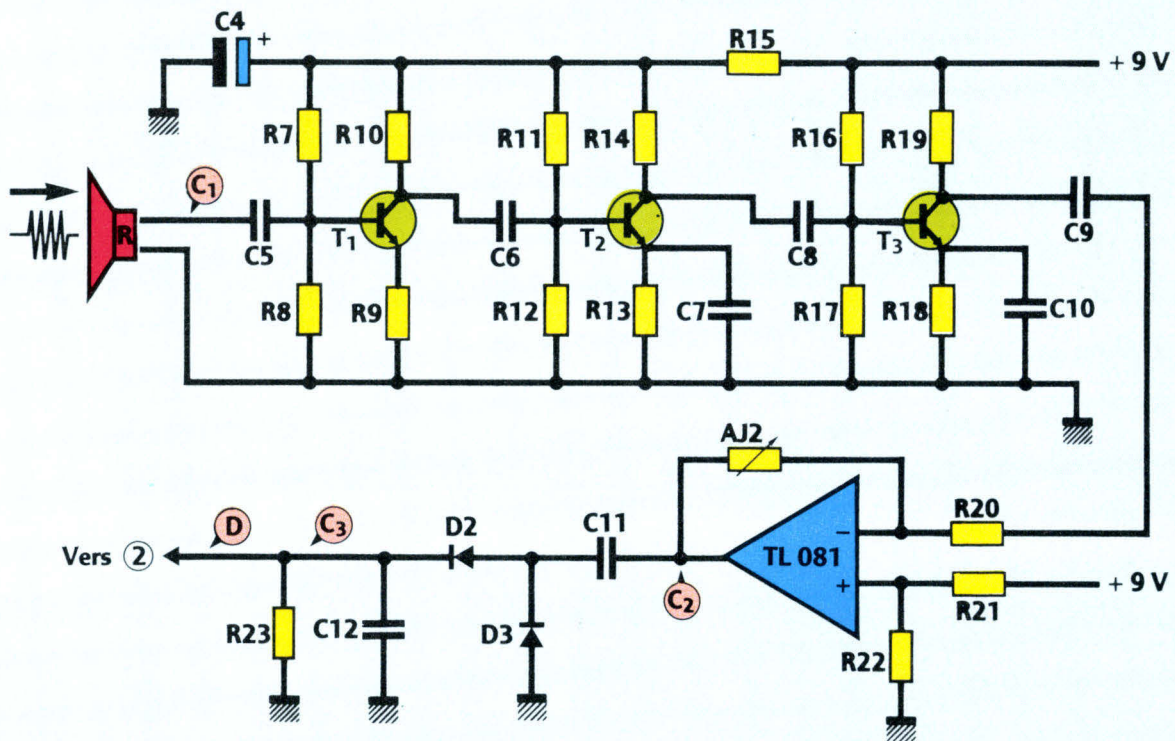 C4
+
R15
+ 9 V
R7
R10
R11
R14
R16
R19
C1
R
C5
T1
C6
T2
C8
T3
C9
R8
R9
R12
R13
C7
R17
R18
C10
AJ2
R20
C11
TL 081
−
+
D
C3
D2
Vers 2
C2
+ 9 V
R21
R23
C12
D3
R22